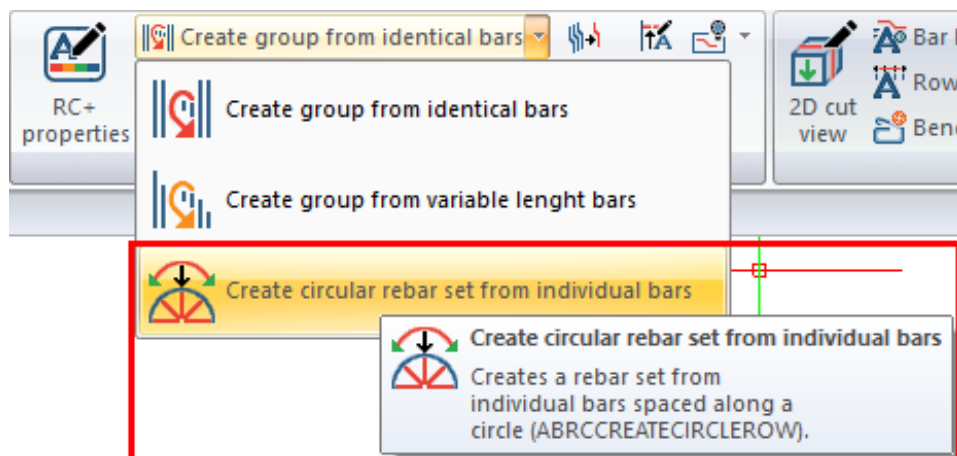 Create group from identical bars
RC+
properties
Create group from identical bars
Create group from variable lenght bars
Create circular rebar set from individual bars
Create circular rebar set from individual bars
Creates a rebar set from
individual bars spaced along a
circle (ABRCCREATECIRCLEROW).
2D cut
view
Bar
Row
Bend